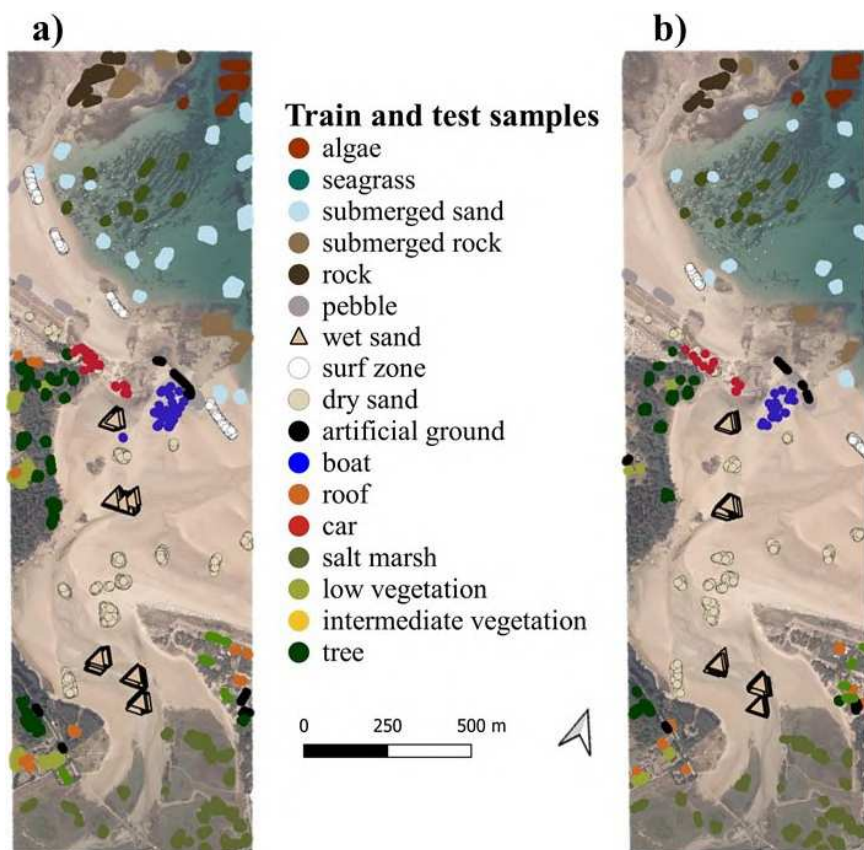 a)
b)
Train and test samples
algae
seagrass
submerged sand
submerged rock
rock
pebble
wet sand
surf zone
dry sand
artificial ground
boat
roof
car
salt marsh
low vegetation
intermediate vegetation
tree
0 250 500 m